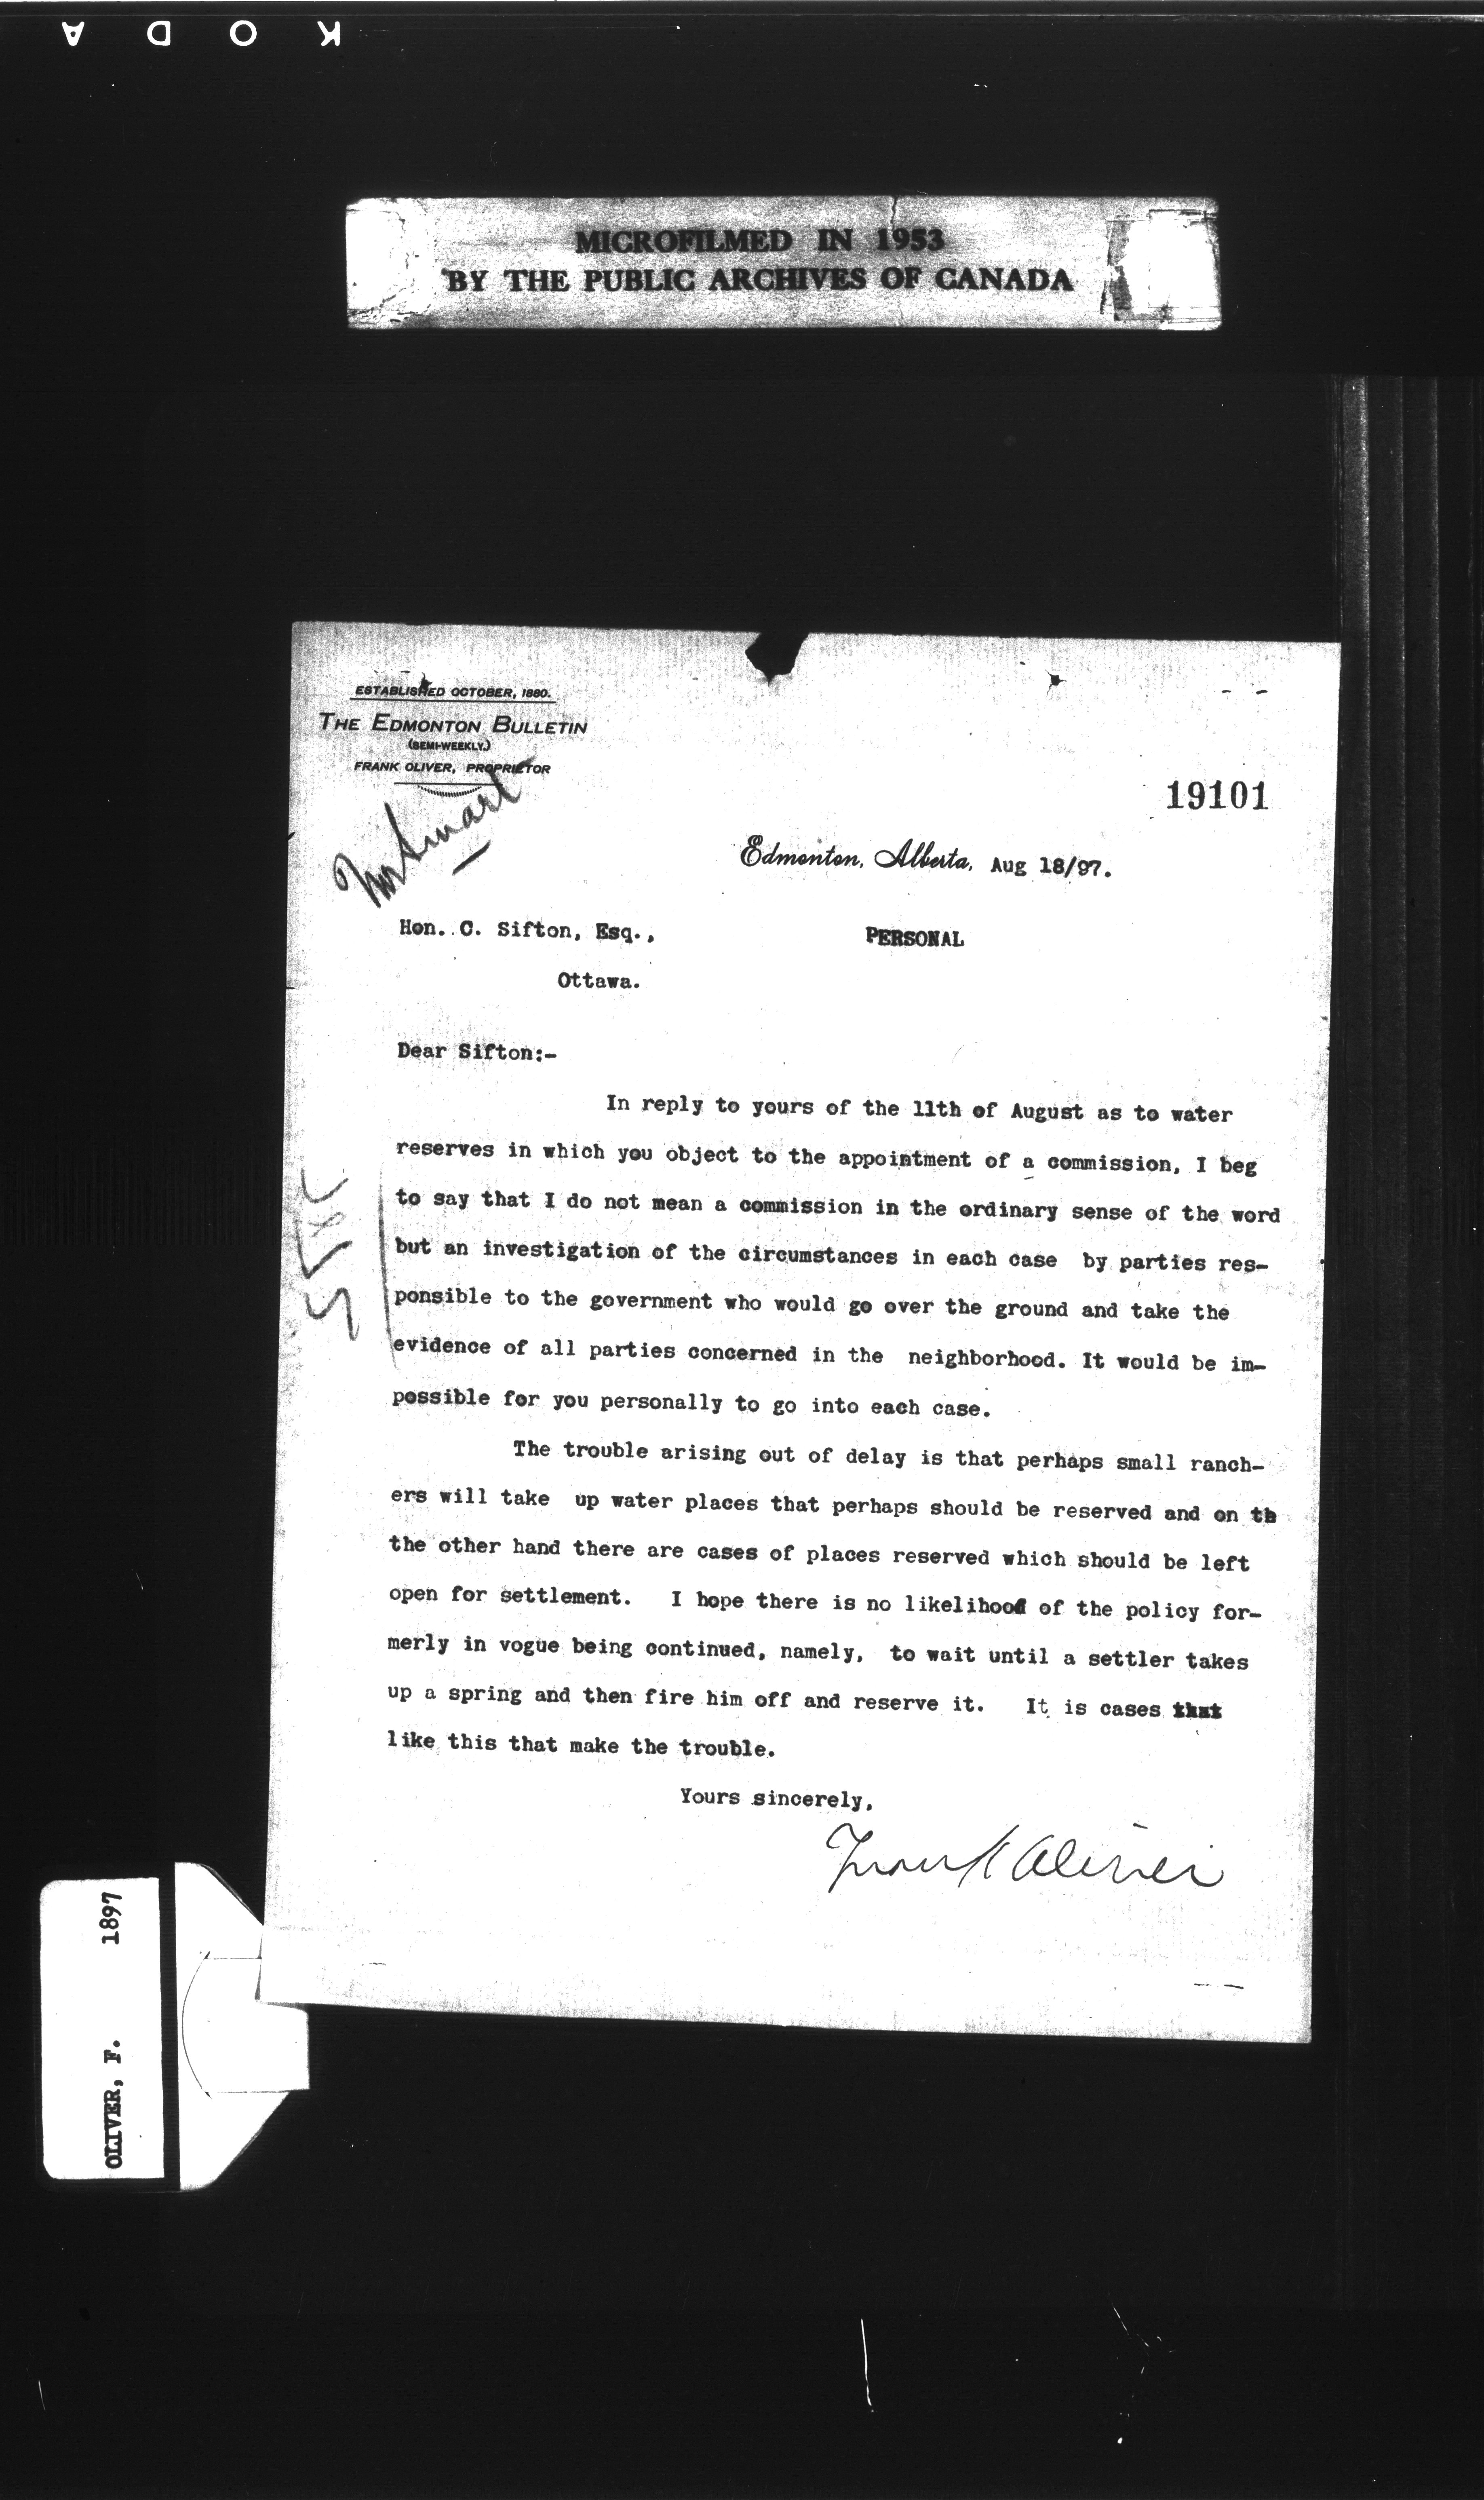 K O D A
MICROFILMED IN 1953
BY THE PUBLIC ARCHIVES OF CANADA
ESTABLISHED OCTOBER, 1880.
THE EDMONTON BULLETIN
(SEMI-WEEKLY.)
FRANK OLIVER, PROPRIETOR
Mr Smart
19101
Edmonton, Alberta, Aug 18/97.
Hon. C. Sifton, Esq.,
PERSONAL
Ottawa.
Dear Sifton:-
In reply to yours of the 11th of August as to water
reserves in which you object to the appointment of a commission, I beg
to say that I do not mean a commission in the ordinary sense of the word
but an investigation of the circumstances in each case by parties res-
ponsible to the government who would go over the ground and take the
evidence of all parties concerned in the neighborhood. It would be im-
possible for you personally to go into each case.
The trouble arising out of delay is that perhaps small ranch-
ers will take up water places that perhaps should be reserved and on th
the other hand there are cases of places reserved which should be left
open for settlement. I hope there is no likelihood of the policy for-
merly in vogue being continued, namely, to wait until a settler takes
up a spring and then fire him off and reserve it. It is cases that
like this that make the trouble.
Yours sincerely,
Frank Oliver
OLIVER, F. 1897